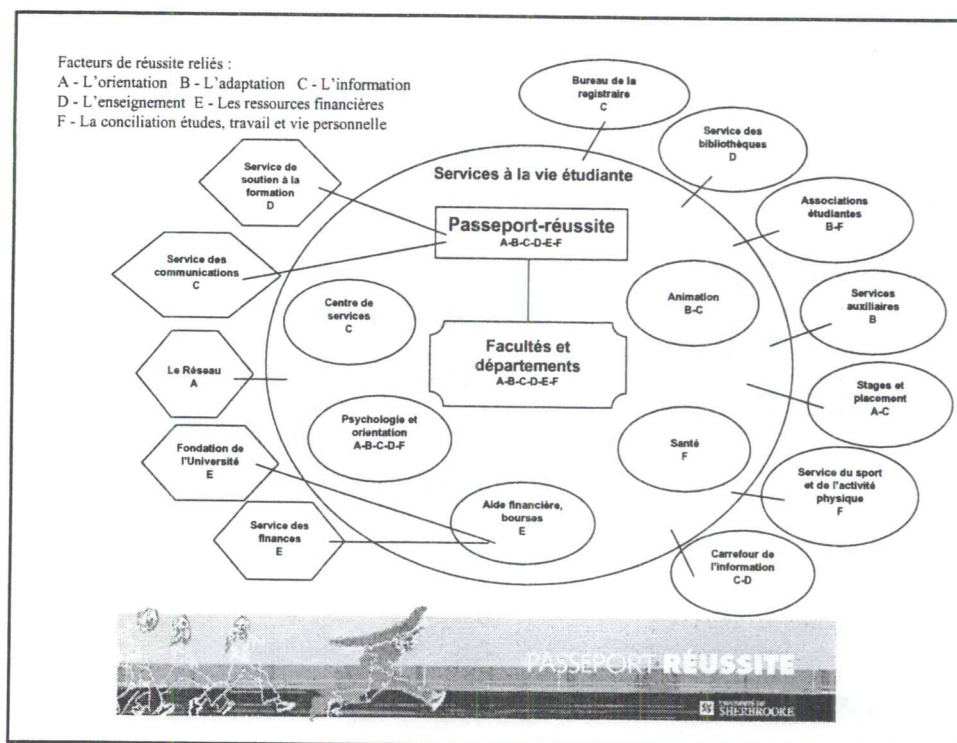 Facteurs de réussite reliés :
A - L'orientation B - L'adaptation C - L'information
D - L'enseignement E - Les ressources financières
F - La conciliation études, travail et vie personnelle
Bureau de la
registraire
C
Service des
bibliothèques
D
Service de
soutien à la
formation
D
Services à la vie étudiante
Associations
étudiantes
B-F
Passeport-réussite
A-B-C-D-E-F
Service des
communications
C
Centre de
services
C
Animation
B-C
Services
auxiliaires
B
Facultés et
départements
A-B-C-D-E-F
Le Réseau
A
Stages et
placement
A-C
Psychologie et
orientation
A-B-C-D-F
Santé
F
Fondation de
l'Université
E
Service du sport
et de l'activité
physique
F
Aide financière,
bourses
E
Service des
finances
E
Carrefour de
l'information
C-D
PASSEPORT RÉUSSITE
UNIVERSITÉ DE
SHERBROOKE